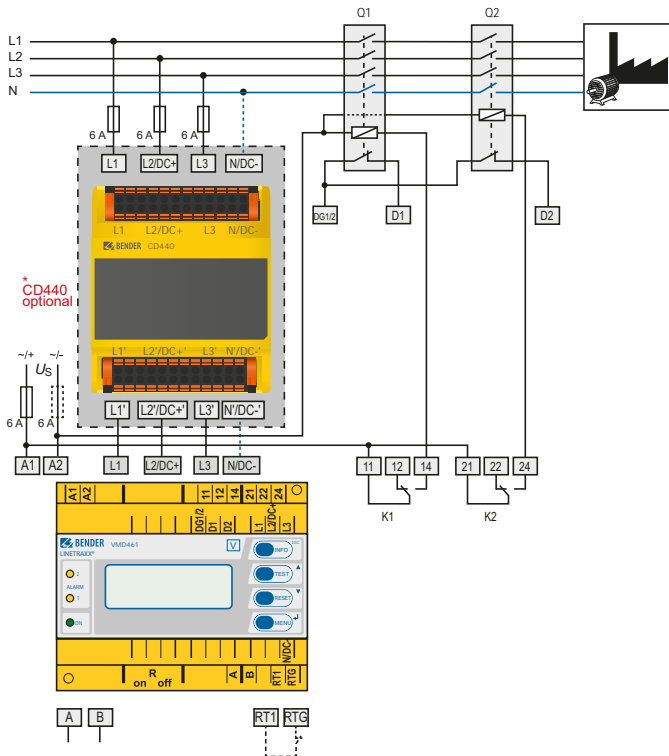 Q1 Q2
L1
L2
L3
N
6 A 6 A 6 A
L1 L2/DC+ L3 N/DC-
DG1/2 D1 D2
L1 L2/DC+ L3 N/DC-
BENDER CD440
*
CD440
optional
L1' L2'/DC+' L3' N'/DC-'
~/+ ~/-
US
6 A 6 A
L1' L2'/DC+' L3' N'/DC-'
A1 A2 L1 L2/DC+ L3 N/DC-
11 12 14 21 22 24
K1 K2
A1 A2 11 12 14 21 22 24
DG1/2 D1 D2 L1 L2/DC+ L3
BENDER VMD461 V
LINETRAXX®
INFO ESC
2 TEST
ALARM
1 RESET
ON MENU
N/DC-
R
on off A B RT1 RTG
A B RT1 RTG